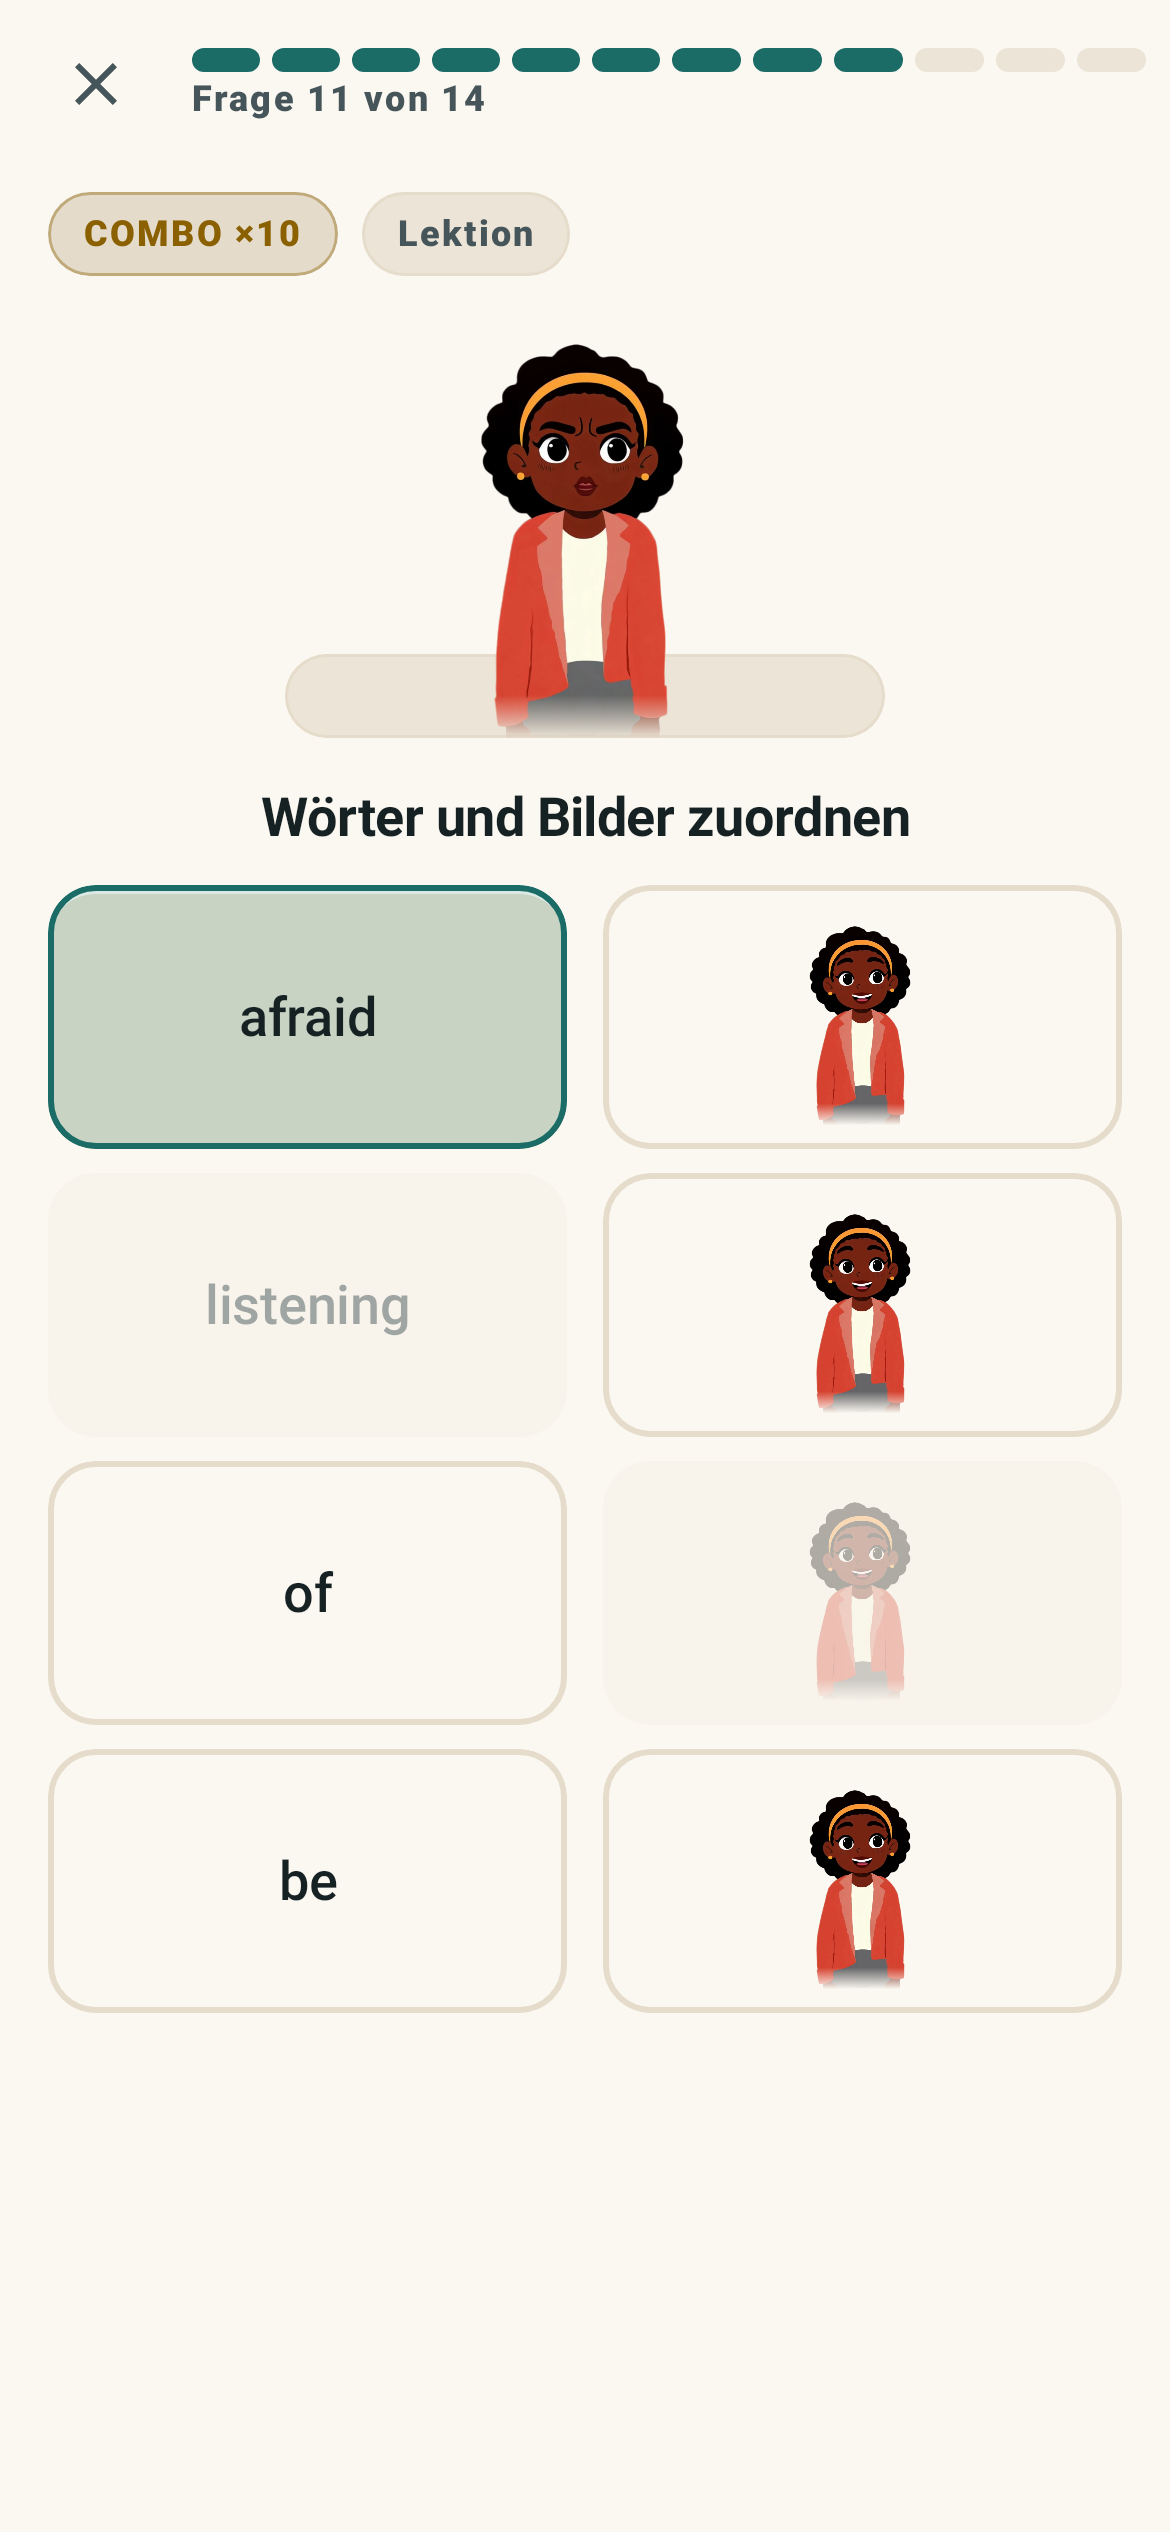 Frage 11 von 14
COMBO ×10
Lektion
Wörter und Bilder zuordnen
afraid
listening
of
be